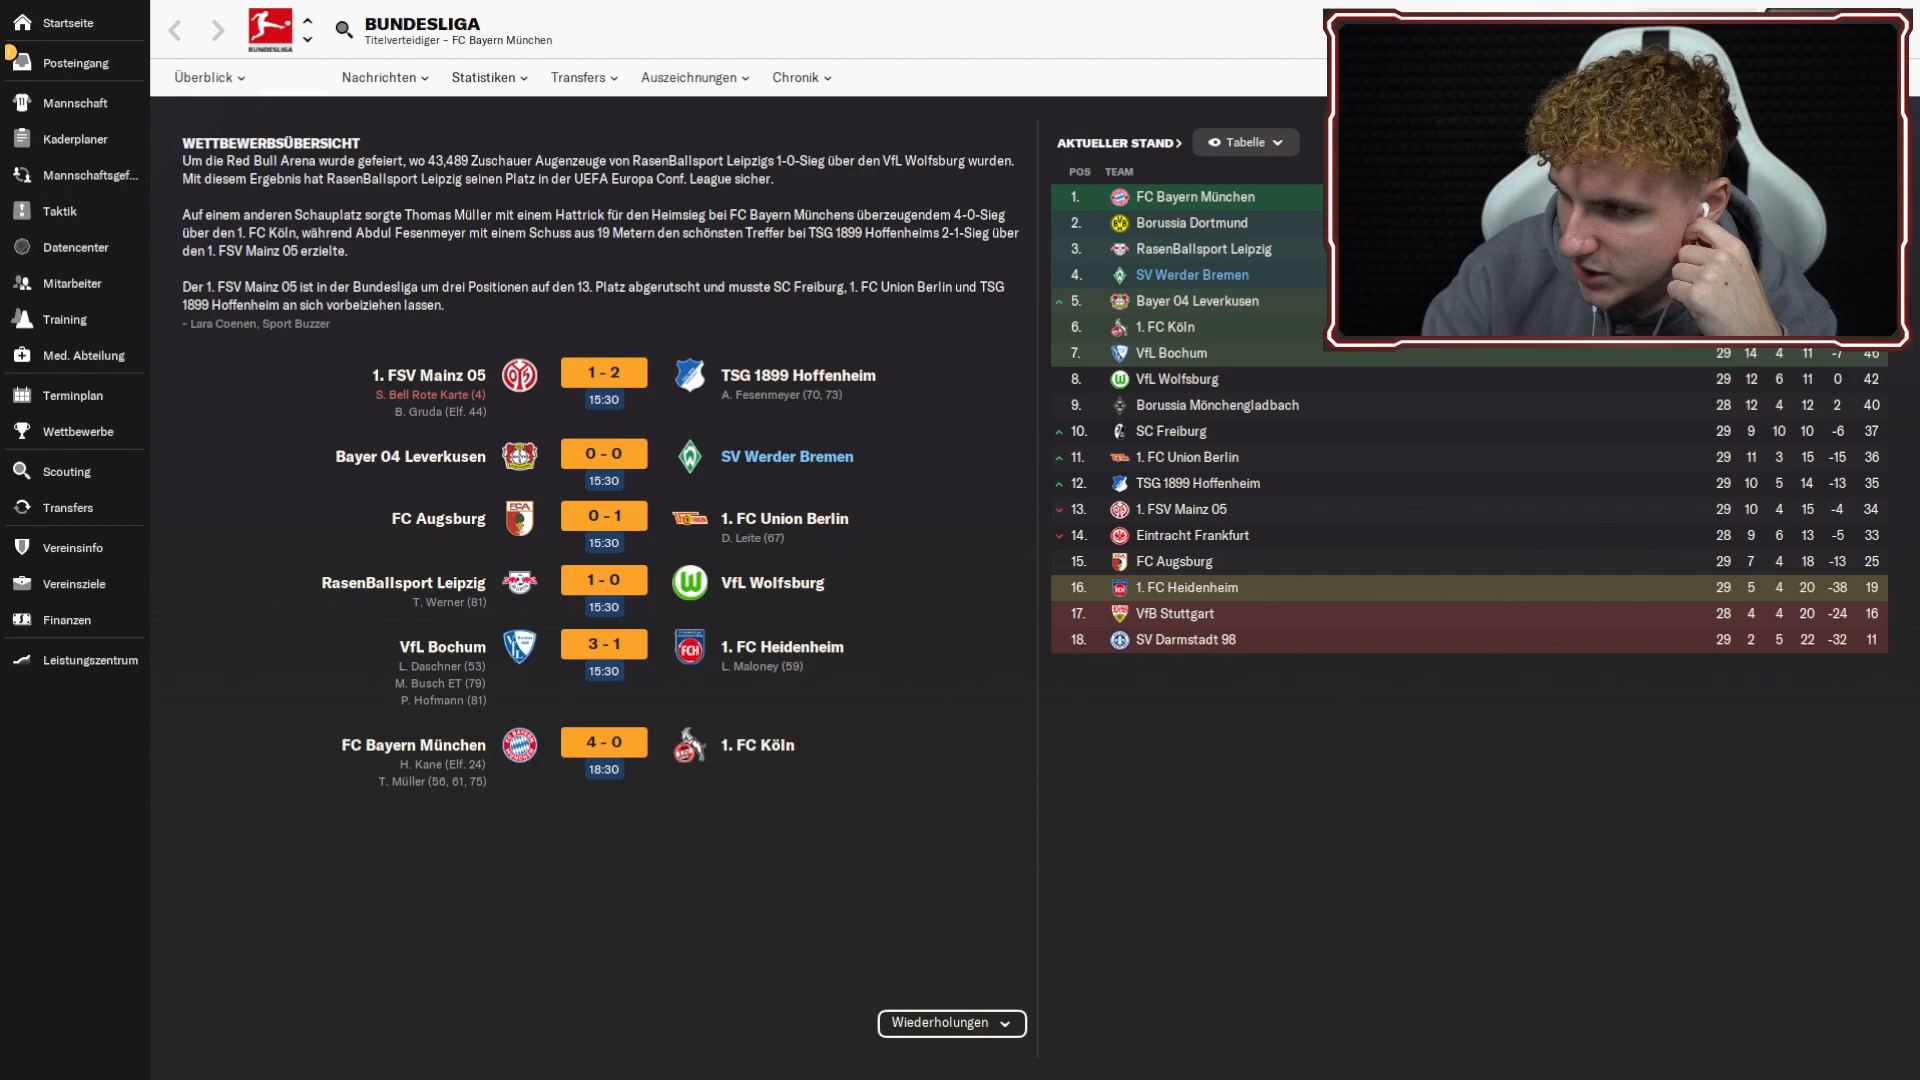 Startseite
Posteingang
Mannschaft
Kaderplaner
Mannschaftsgef...
Taktik
Datencenter
Mitarbeiter
Training
Med. Abteilung
Terminplan
Wettbewerbe
Scouting
Transfers
Vereinsinfo
Vereinsziele
Finanzen
Leistungszentrum
BUNDESLIGA
BUNDESLIGA
Titelverteidiger – FC Bayern München
Überblick Nachrichten Statistiken Transfers Auszeichnungen Chronik
WETTBEWERBSÜBERSICHT
Um die Red Bull Arena wurde gefeiert, wo 43,489 Zuschauer Augenzeuge von RasenBallsport Leipzigs 1-0-Sieg über den VfL Wolfsburg wurden.
Mit diesem Ergebnis hat RasenBallsport Leipzig seinen Platz in der UEFA Europa Conf. League sicher.
Auf einem anderen Schauplatz sorgte Thomas Müller mit einem Hattrick für den Heimsieg bei FC Bayern Münchens überzeugendem 4-0-Sieg
über den 1. FC Köln, während Abdul Fesenmeyer mit einem Schuss aus 19 Metern den schönsten Treffer bei TSG 1899 Hoffenheims 2-1-Sieg über
den 1. FSV Mainz 05 erzielte.
Der 1. FSV Mainz 05 ist in der Bundesliga um drei Positionen auf den 13. Platz abgerutscht und musste SC Freiburg, 1. FC Union Berlin und TSG
1899 Hoffenheim an sich vorbeiziehen lassen.
- Lara Coenen, Sport Buzzer
1. FSV Mainz 05 1 - 2 TSG 1899 Hoffenheim
S. Bell Rote Karte (4) 15:30 A. Fesenmeyer (70, 73)
B. Gruda (Elf. 44)
Bayer 04 Leverkusen 0 - 0 SV Werder Bremen
15:30
FC Augsburg 0 - 1 1. FC Union Berlin
15:30 D. Leite (67)
RasenBallsport Leipzig 1 - 0 VfL Wolfsburg
T. Werner (81) 15:30
VfL Bochum 3 - 1 1. FC Heidenheim
L. Daschner (53) 15:30 L. Maloney (59)
M. Busch ET (79)
P. Hofmann (81)
FC Bayern München 4 - 0 1. FC Köln
H. Kane (Elf. 24) 18:30
T. Müller (56, 61, 75)
Wiederholungen
AKTUELLER STAND Tabelle
POS TEAM
1. FC Bayern München
2. Borussia Dortmund
3. RasenBallsport Leipzig
4. SV Werder Bremen
5. Bayer 04 Leverkusen
6. 1. FC Köln
7. VfL Bochum 29 14 4 11 -7 46
8. VfL Wolfsburg 29 12 6 11 0 42
9. Borussia Mönchengladbach 28 12 4 12 2 40
10. SC Freiburg 29 9 10 10 -6 37
11. 1. FC Union Berlin 29 11 3 15 -15 36
12. TSG 1899 Hoffenheim 29 10 5 14 -13 35
13. 1. FSV Mainz 05 29 10 4 15 -4 34
14. Eintracht Frankfurt 28 9 6 13 -5 33
15. FC Augsburg 29 7 4 18 -13 25
16. 1. FC Heidenheim 29 5 4 20 -38 19
17. VfB Stuttgart 28 4 4 20 -24 16
18. SV Darmstadt 98 29 2 5 22 -32 11